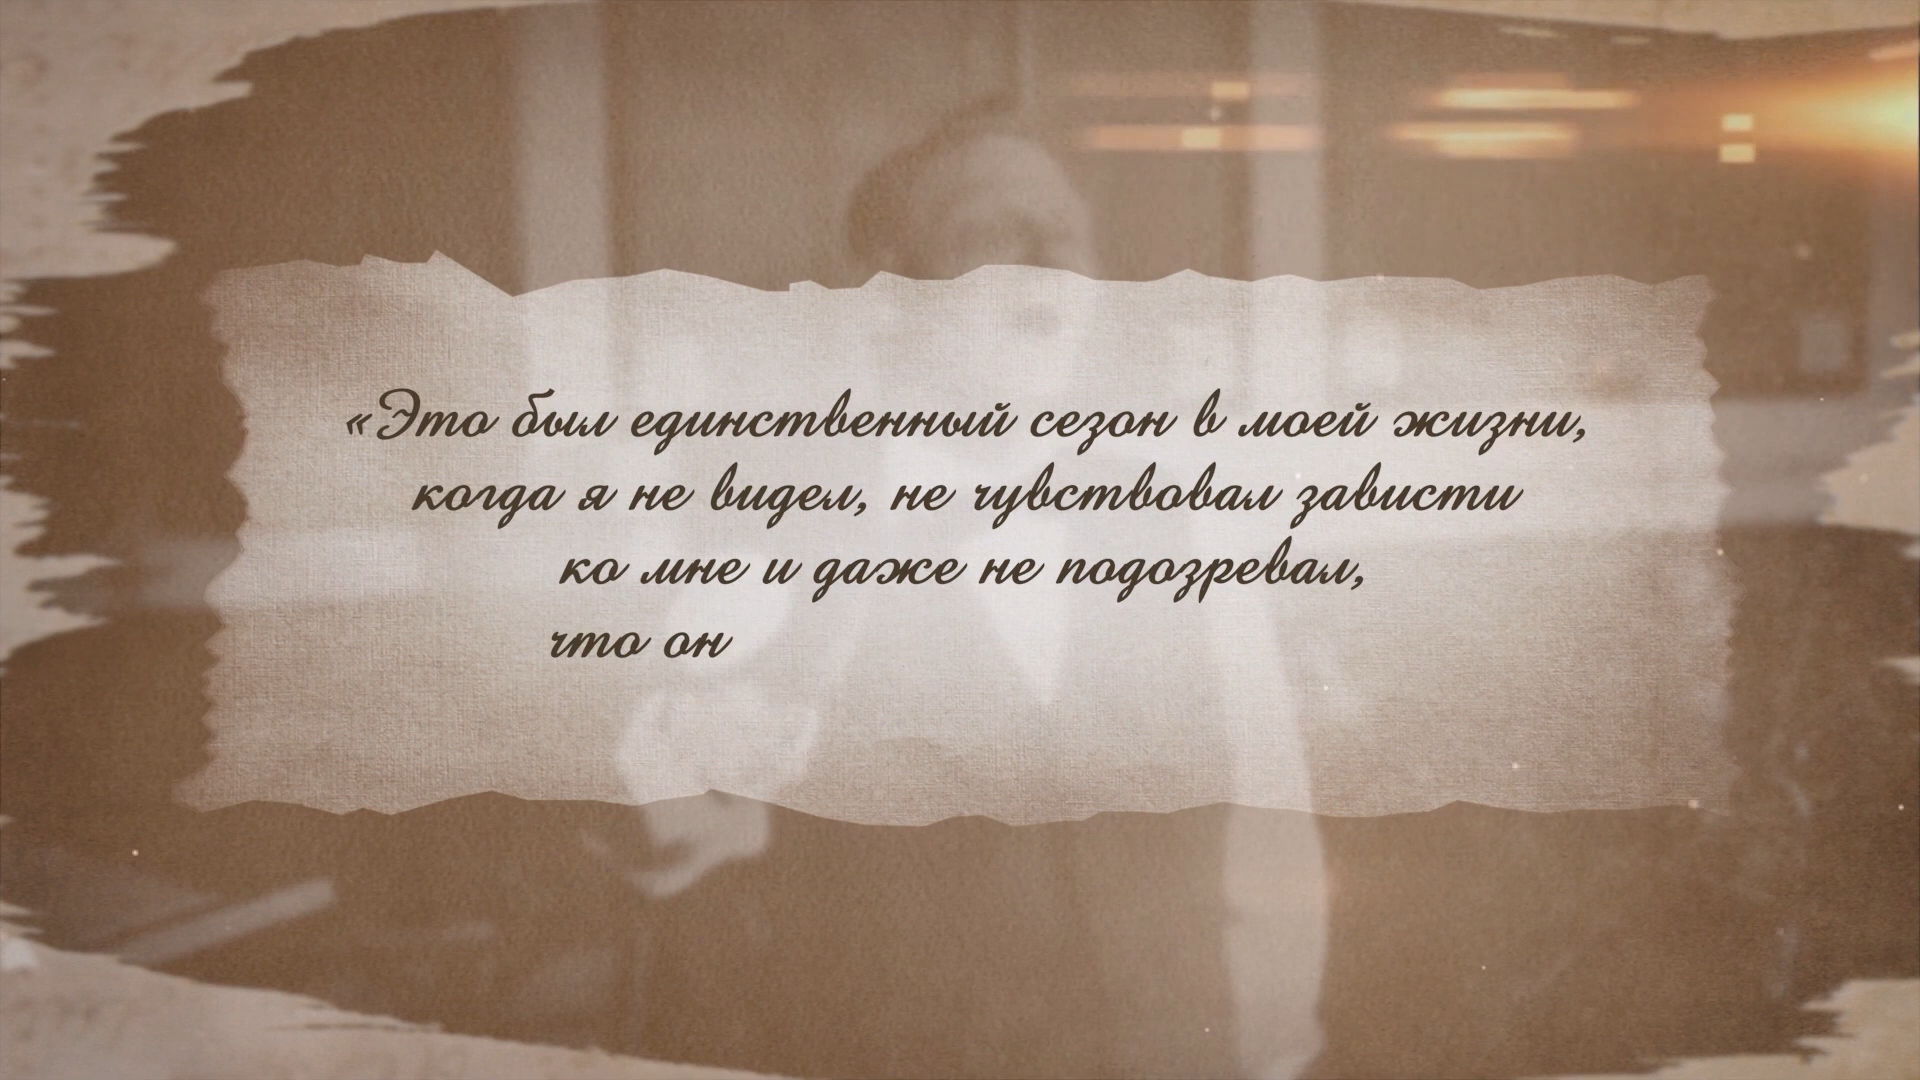 «Это был единственный сезон в моей жизни,
когда я не видел, не чувствовал зависти
ко мне и даже не подозревал,
что он